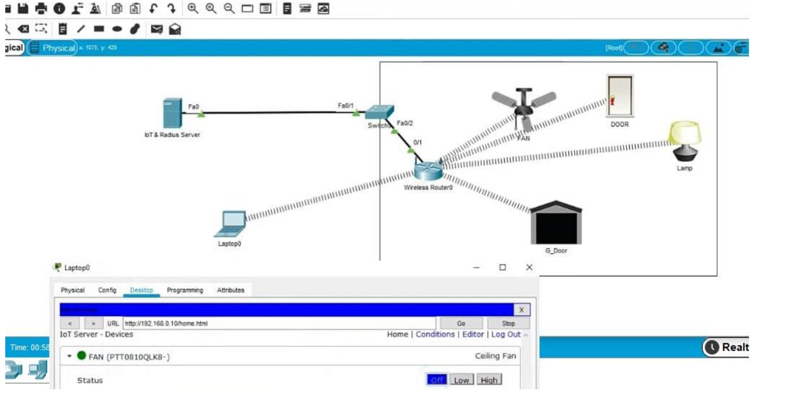 gical
Physical x: 1075, y: 429
[Root]
Fa0
Fa0/1
IoT & Radius Server
Switch0
Fa0/2
0/1
FAN
DOOR
Lamp
Wireless Router0
Laptop0
G_Door
Laptop0
Physical Config Desktop Programming Attributes
X
< > URL http://192.168.0.10/home.html Go Stop
IoT Server - Devices Home | Conditions | Editor | Log Out
FAN (PTT0810QLK8-) Ceiling Fan
Status Off Low High
Time: 00:58
Realt